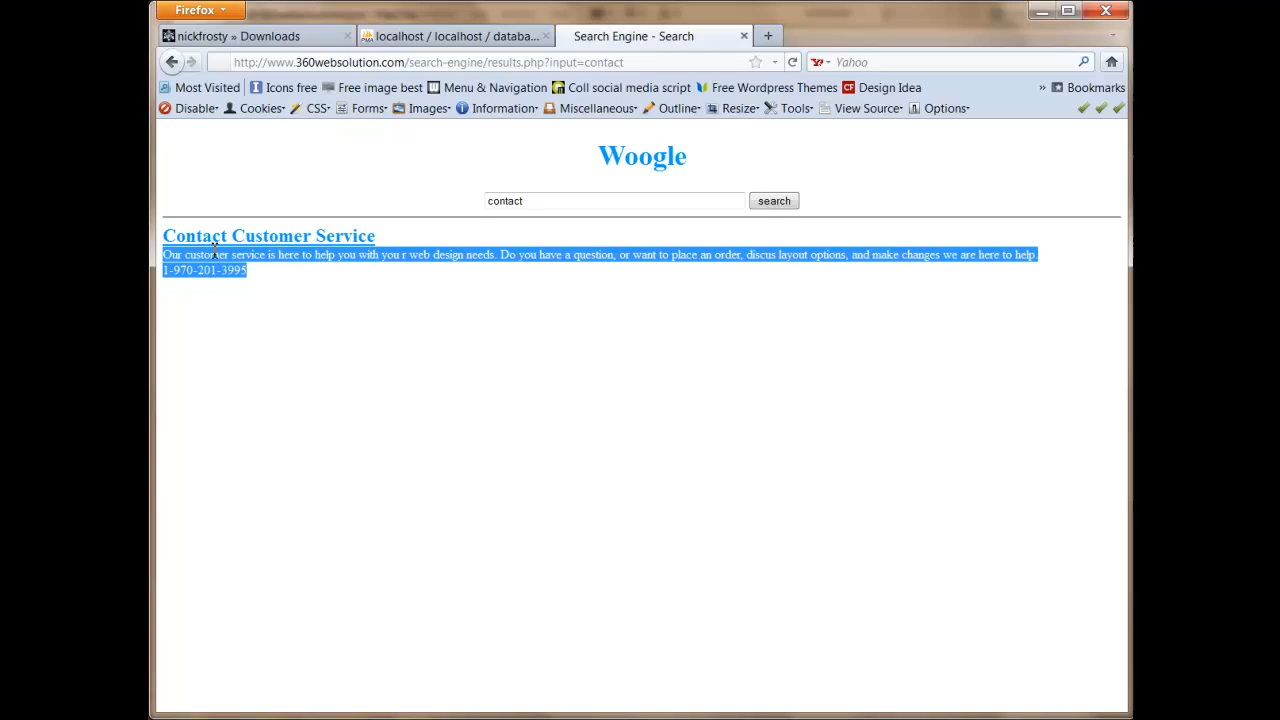 Firefox
nickfrosty » Downloads
localhost / localhost / databa...
Search Engine - Search
http://www.360websolution.com/search-engine/results.php?input=contact
Yahoo
Most Visited Icons free Free image best Menu & Navigation Coll social media script Free Wordpress Themes CF Design Idea » Bookmarks
Disable Cookies CSS Forms Images Information Miscellaneous Outline Resize Tools View Source Options
Woogle
contact search
Contact Customer Service
Our customer service is here to help you with you r web design needs. Do you have a question, or want to place an order, discus layout options, and make changes we are here to help.
1-970-201-3995